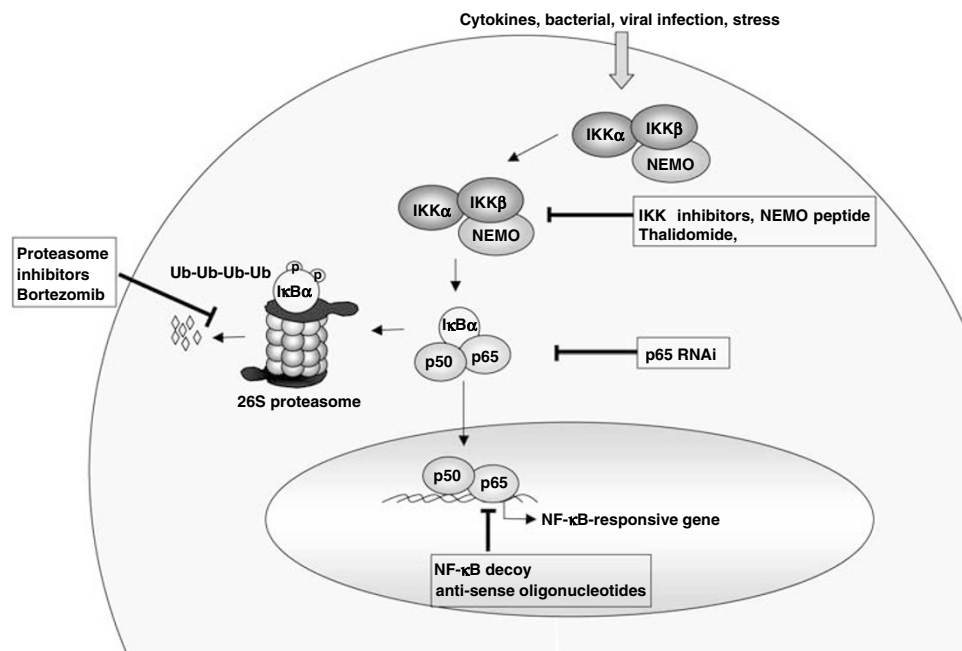 Cytokines, bacterial, viral infection, stress
IKKα
IKKβ
NEMO
IKKα
IKKβ
NEMO
IKK inhibitors, NEMO peptide
Thalidomide,
Proteasome
inhibitors
Bortezomib
Ub-Ub-Ub-Ub
p
p
IκBα
26S proteasome
IκBα
p50
p65
p65 RNAi
p50
p65
NF-κB-responsive gene
NF-κB decoy
anti-sense oligonucleotides